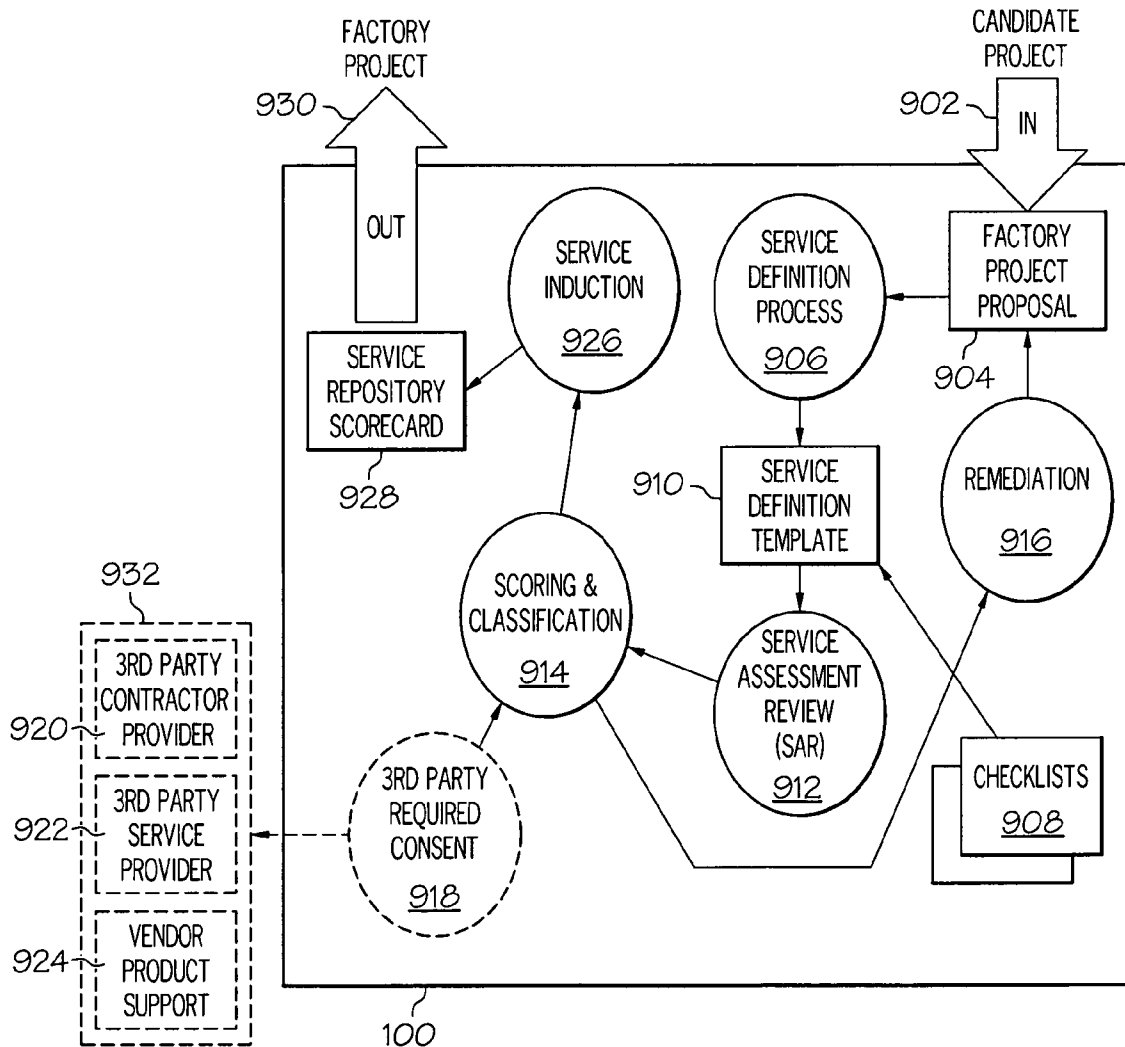 FACTORY
PROJECT
930
OUT
CANDIDATE
PROJECT
902
IN
FACTORY
PROJECT
PROPOSAL
904
SERVICE
DEFINITION
PROCESS
906
SERVICE
INDUCTION
926
SERVICE
REPOSITORY
SCORECARD
928
910
SERVICE
DEFINITION
TEMPLATE
REMEDIATION
916
SCORING &
CLASSIFICATION
914
SERVICE
ASSESSMENT
REVIEW
(SAR)
912
CHECKLISTS
908
3RD PARTY
REQUIRED
CONSENT
918
932
3RD PARTY
CONTRACTOR
PROVIDER
920
3RD PARTY
SERVICE
PROVIDER
922
VENDOR
PRODUCT
SUPPORT
924
100